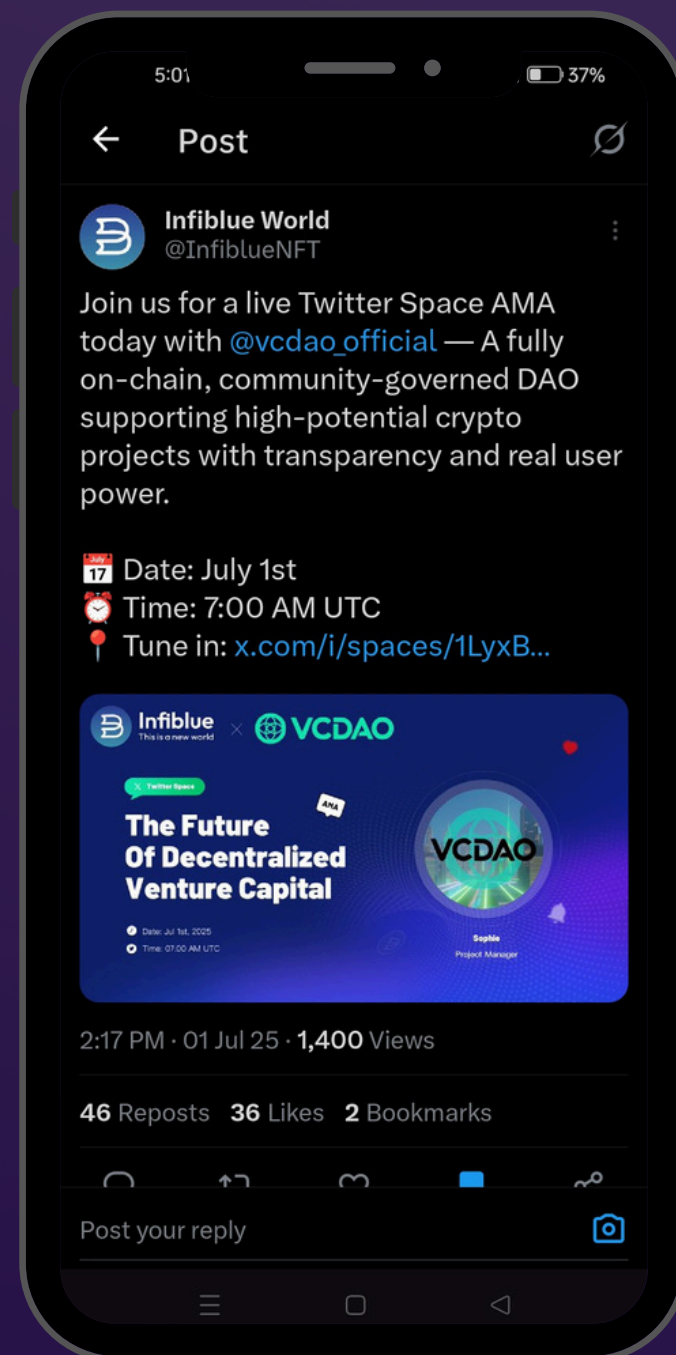 5:01
37%
Post
Infiblue World
@InfiblueNFT
Join us for a live Twitter Space AMA
today with @vcdao_official — A fully
on-chain, community-governed DAO
supporting high-potential crypto
projects with transparency and real user
power.
July
17
Date: July 1st
Time: 7:00 AM UTC
Tune in: x.com/i/spaces/1LyxB...
Infiblue
This is a new world
VCDAO
Twitter Space
AMA
The Future
Of Decentralized
Venture Capital
VCDAO
Date: Jul 1st, 2025
Time: 07:00 AM UTC
Sophie
Project Manager
2:17 PM · 01 Jul 25 · 1,400 Views
46 Reposts 36 Likes 2 Bookmarks
Post your reply